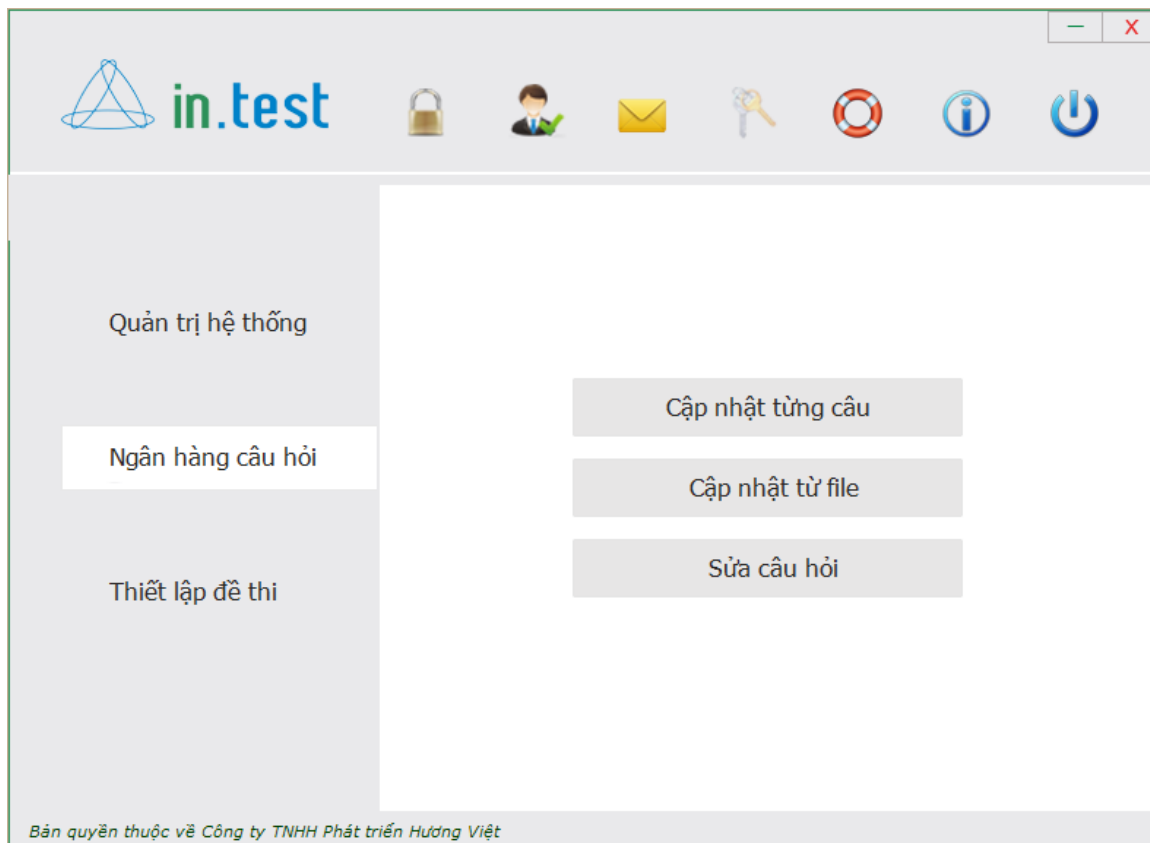 X
in.test
Quản trị hệ thống
Ngân hàng câu hỏi
Thiết lập đề thi
Cập nhật từng câu
Cập nhật từ file
Sửa câu hỏi
Bản quyền thuộc về Công ty TNHH Phát triển Hương Việt